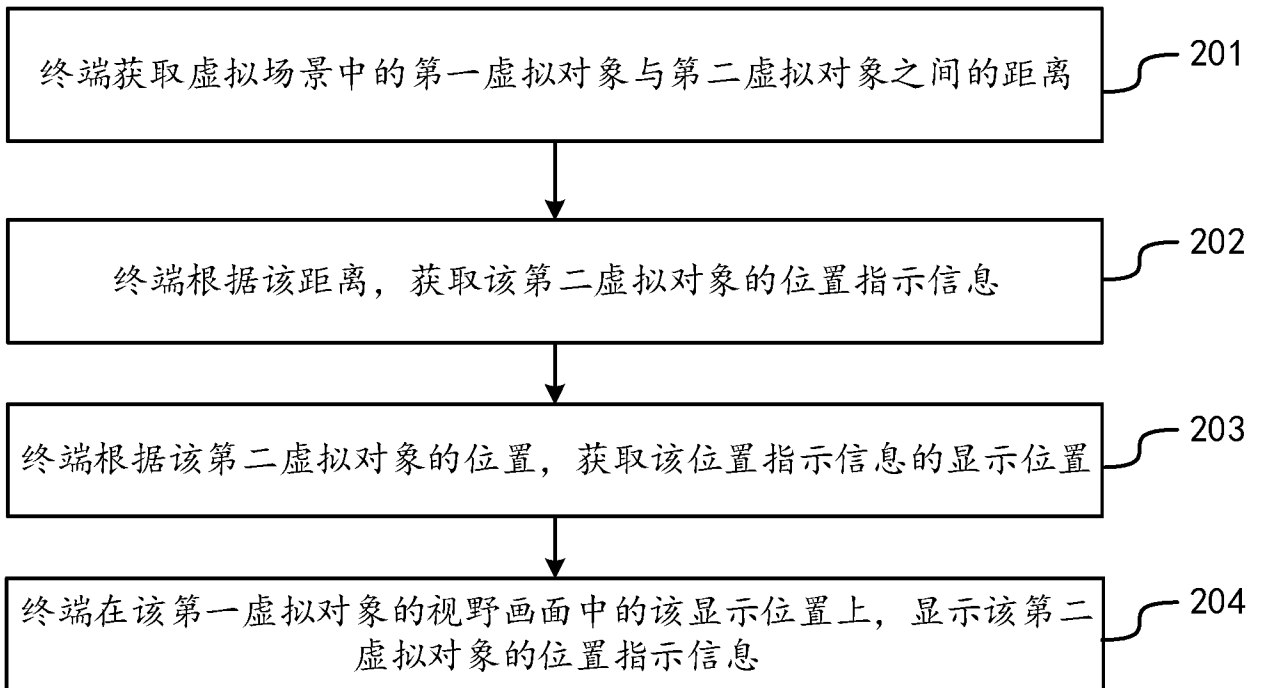 终端获取虚拟场景中的第一虚拟对象与第二虚拟对象之间的距离
201
终端根据该距离，获取该第二虚拟对象的位置指示信息
202
终端根据该第二虚拟对象的位置，获取该位置指示信息的显示位置
203
终端在该第一虚拟对象的视野画面中的该显示位置上，显示该第二
虚拟对象的位置指示信息
204